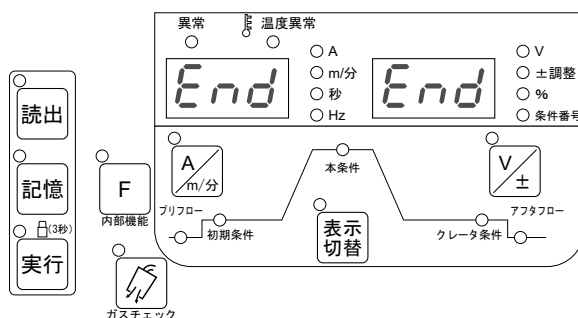 異常
温度異常
End
A
m/分
秒
Hz
End
V
±調整
%
条件番号
読出
記憶
(3秒)
実行
F
内部機能
ガスチェック
A
m/分
V
±
本条件
プリフロー
初期条件
表示
切替
クレータ条件
アフタフロー